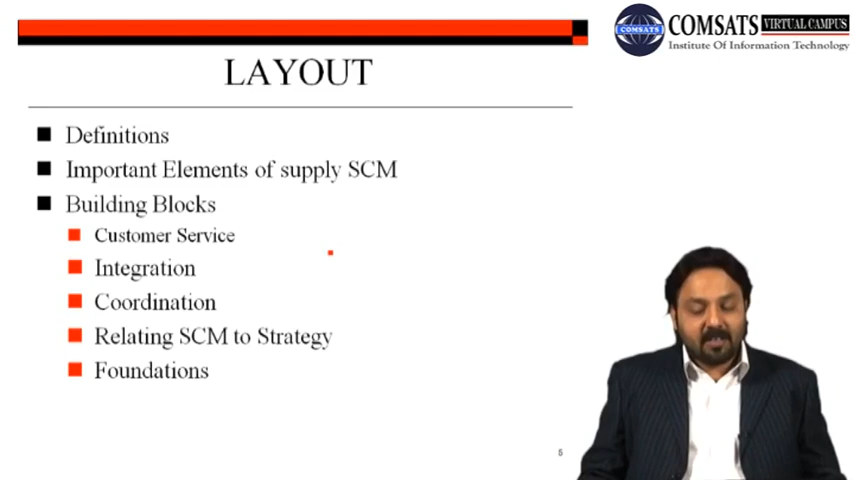 COMSATS VIRTUAL CAMPUS
COMSATS
Institute Of Information Technology
LAYOUT
Definitions
Important Elements of supply SCM
Building Blocks
Customer Service
Integration
Coordination
Relating SCM to Strategy
Foundations
5